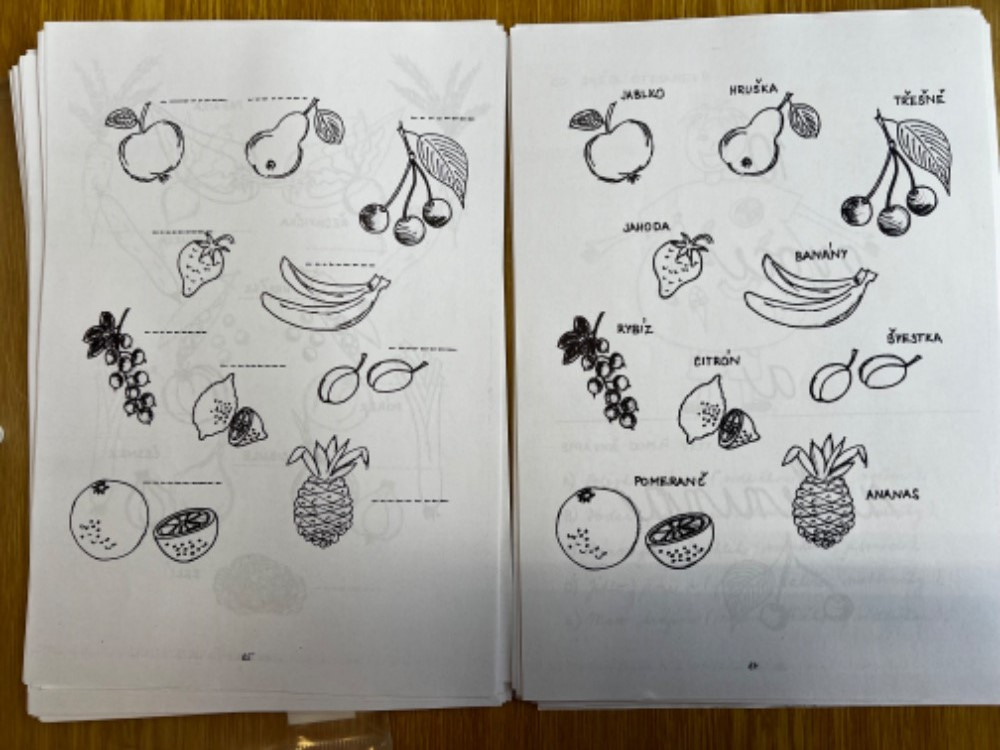 JABLKO
HRUŠKA
TŘEŠNĚ
JAHODA
BANÁNY
RYBÍZ
CITRÓN
ŠVESTKA
POMERANČ
ANANAS